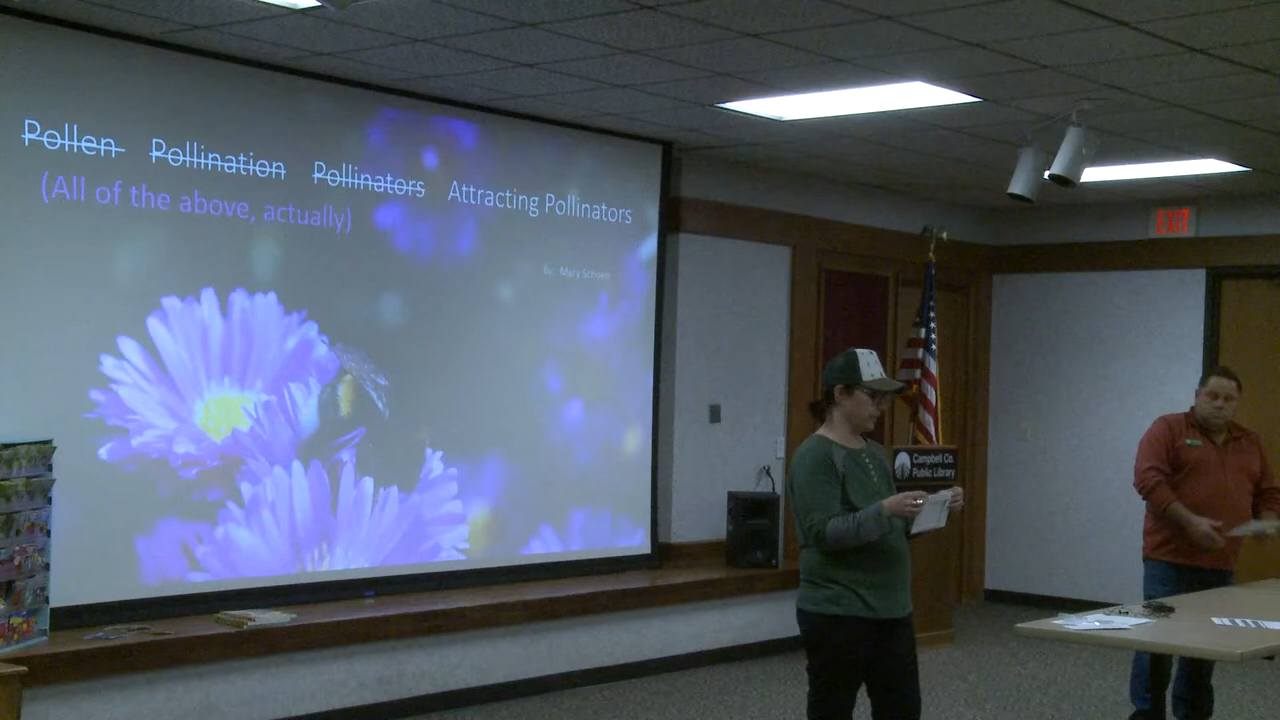 Pollen Pollination Pollinators Attracting Pollinators
(All of the above, actually)
by: Mary Schoen
EXIT
Campbell Co.
Public Library